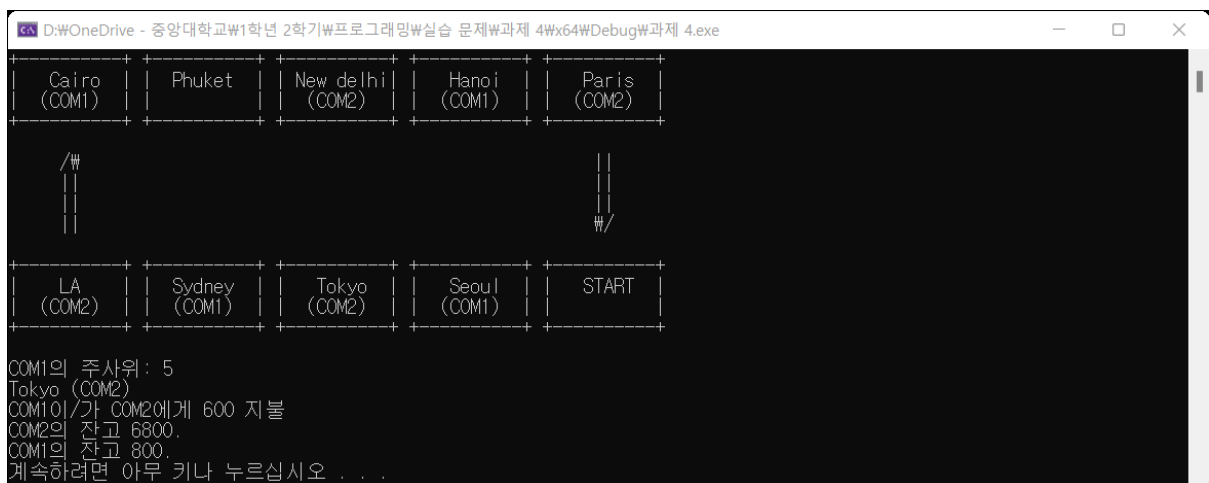 D:₩OneDrive - 중앙대학교₩1학년 2학기₩프로그래밍₩실습 문제₩과제 4₩x64₩Debug₩과제 4.exe
+----------+ +----------+ +----------+ +----------+ +----------+
|   Cairo  | |  Phuket  | |New delhi| |   Hanoi  | |   Paris  |
|  (COM1)  | |          | |  (COM2)  | |  (COM1)  | |  (COM2)  |
+----------+ +----------+ +----------+ +----------+ +----------+
/₩ ||
|| ||
|| ||
|| ₩/
+----------+ +----------+ +----------+ +----------+ +----------+
|    LA    | |  Sydney  | |   Tokyo  | |   Seoul  | |  START   |
|  (COM2)  | |  (COM1)  | |  (COM2)  | |  (COM1)  | |          |
+----------+ +----------+ +----------+ +----------+ +----------+
COM1의 주사위: 5
Tokyo (COM2)
COM1이/가 COM2에게 600 지불
COM2의 잔고 6800.
COM1의 잔고 800.
계속하려면 아무 키나 누르십시오 . . .